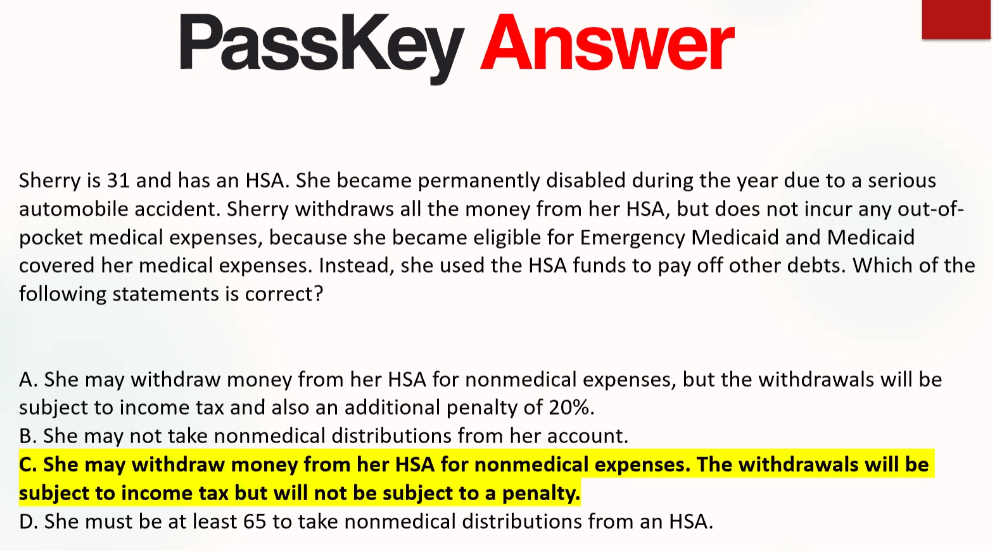 PassKey Answer
Sherry is 31 and has an HSA. She became permanently disabled during the year due to a serious
automobile accident. Sherry withdraws all the money from her HSA, but does not incur any out-of-
pocket medical expenses, because she became eligible for Emergency Medicaid and Medicaid
covered her medical expenses. Instead, she used the HSA funds to pay off other debts. Which of the
following statements is correct?
A. She may withdraw money from her HSA for nonmedical expenses, but the withdrawals will be
subject to income tax and also an additional penalty of 20%.
B. She may not take nonmedical distributions from her account.
C. She may withdraw money from her HSA for nonmedical expenses. The withdrawals will be
subject to income tax but will not be subject to a penalty.
D. She must be at least 65 to take nonmedical distributions from an HSA.